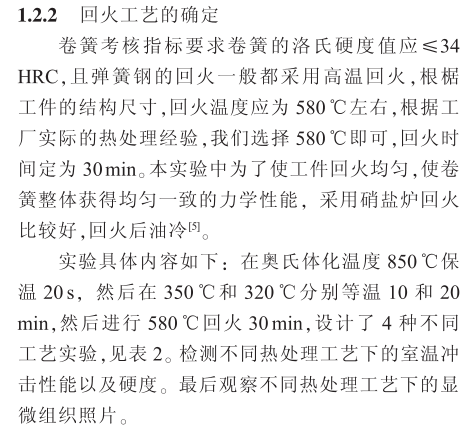 1.2.2 回火工艺的确定
卷簧考核指标要求卷簧的洛氏硬度值应≤34
HRC,且弹簧钢的回火一般都采用高温回火,根椐
工件的结构尺寸,回火温度应为 580 ℃左右,根据工
厂实际的热处理经验,我们选择 580 ℃即可,回火时
间定为 30 min。本实验中为了使工件回火均匀,使卷
簧整体获得均匀一致的力学性能，采用硝盐炉回火
比较好,回火后油冷[5]。
实验具体内容如下：在奥氏体化温度 850 ℃保
温 20 s，然后在 350 ℃和 320 ℃分别等温 10 和 20
min,然后进行 580 ℃回火 30 min,设计了 4 种不同
工艺实验,见表 2。检测不同热处理工艺下的室温冲
击性能以及硬度。最后观察不同热处理工艺下的显
微组织照片。